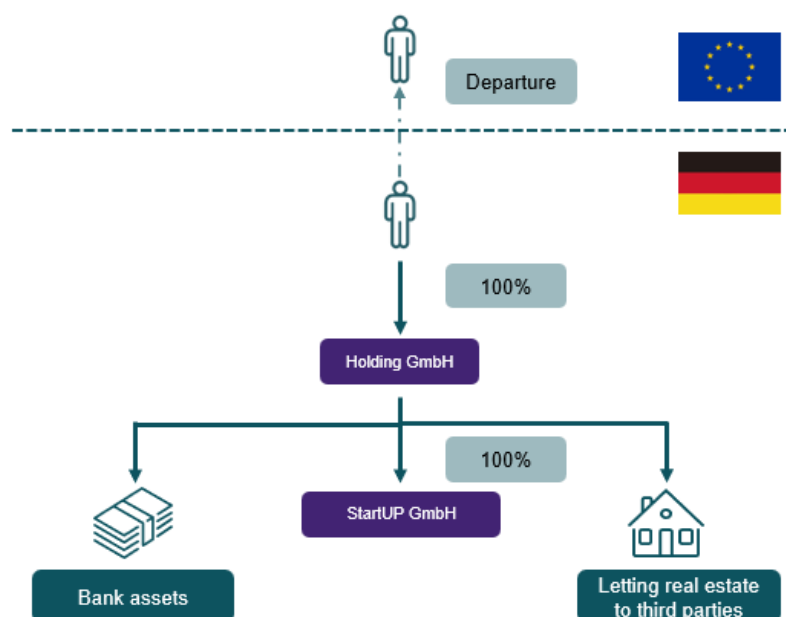 Departure
100%
Holding GmbH
100%
StartUP GmbH
Bank assets
Letting real estate
to third parties